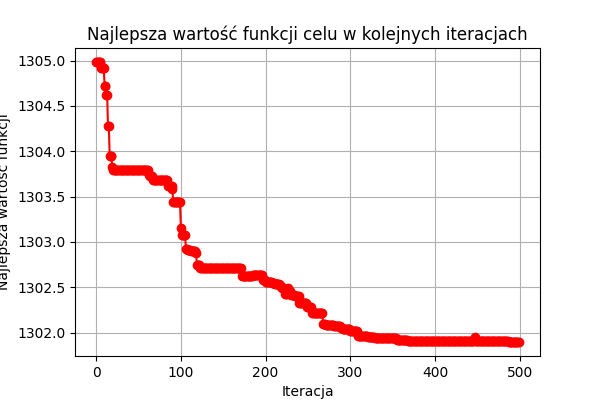 Najlepsza wartość funkcji celu w kolejnych iteracjach
1305.0
1304.5
1304.0
1303.5
1303.0
1302.5
1302.0
Najlepsza wartość funkcji
0 100 200 300 400 500
Iteracja